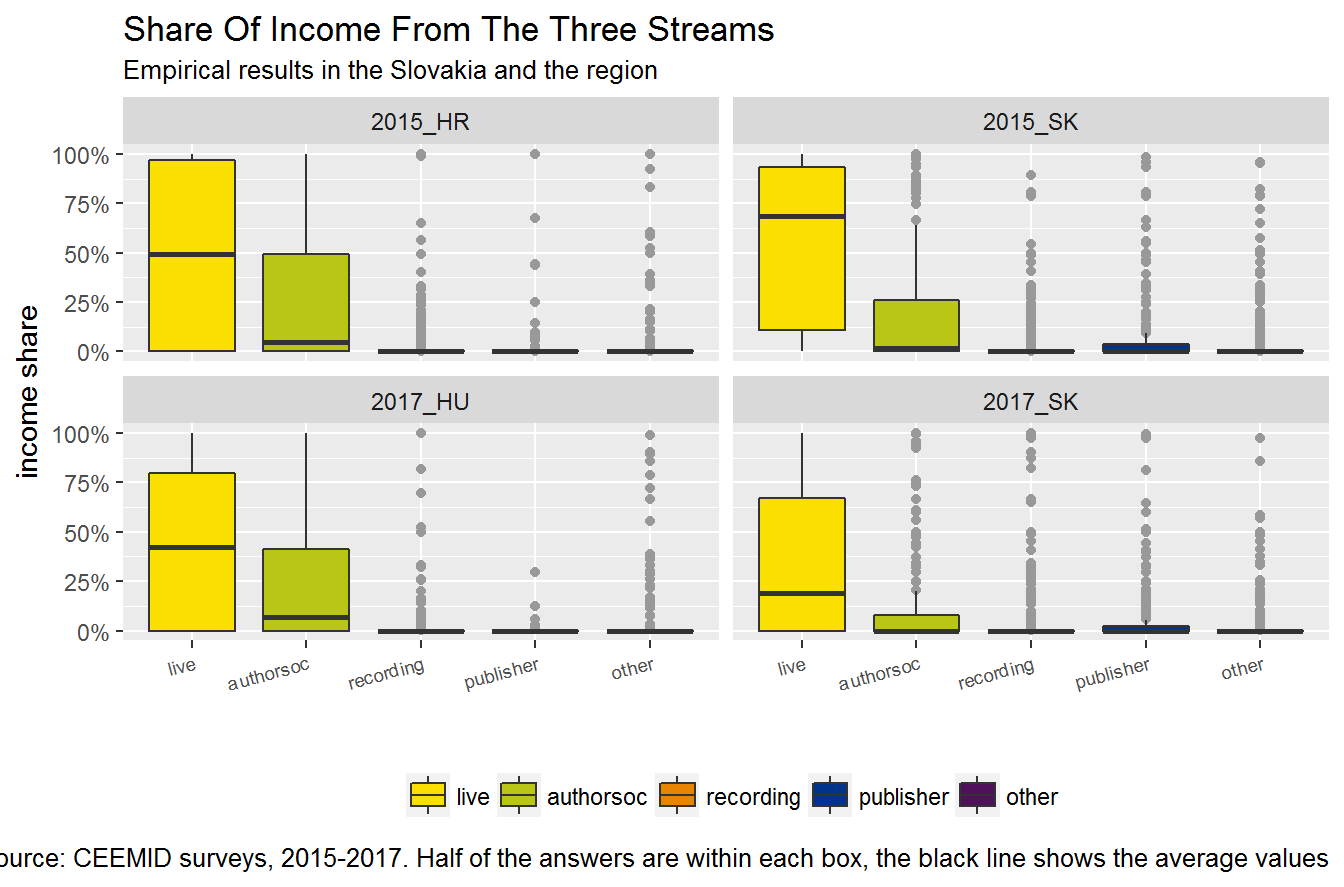 Share Of Income From The Three Streams
Empirical results in the Slovakia and the region
2015_HR
2015_SK
100%
75%
50%
25%
0%
2017_HU
2017_SK
100%
75%
50%
25%
0%
income share
live
authorsoc
recording
publisher
other
live
authorsoc
recording
publisher
other
live
authorsoc
recording
publisher
other
ource: CEEMID surveys, 2015-2017. Half of the answers are within each box, the black line shows the average values